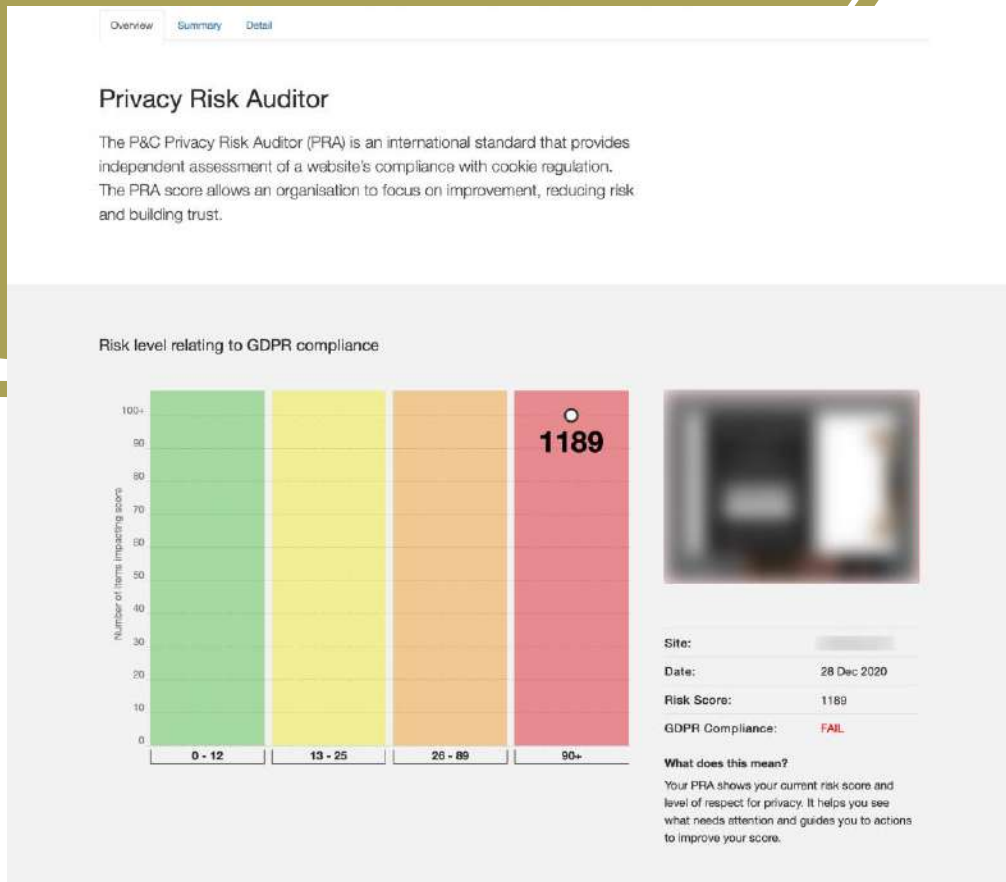 Overview Summary Detail
Privacy Risk Auditor
The P&C Privacy Risk Auditor (PRA) is an international standard that provides
independent assessment of a website's compliance with cookie regulation.
The PRA score allows an organisation to focus on improvement, reducing risk
and building trust.
Risk level relating to GDPR compliance
Number of items impacting score
100+
90
80
70
60
50
40
30
20
10
0
1189
0 - 12
13 - 25
26 - 89
90+
Site:
Date: 28 Dec 2020
Risk Score: 1189
GDPR Compliance: FAIL
What does this mean?
Your PRA shows your current risk score and
level of respect for privacy. It helps you see
what needs attention and guides you to actions
to improve your score.